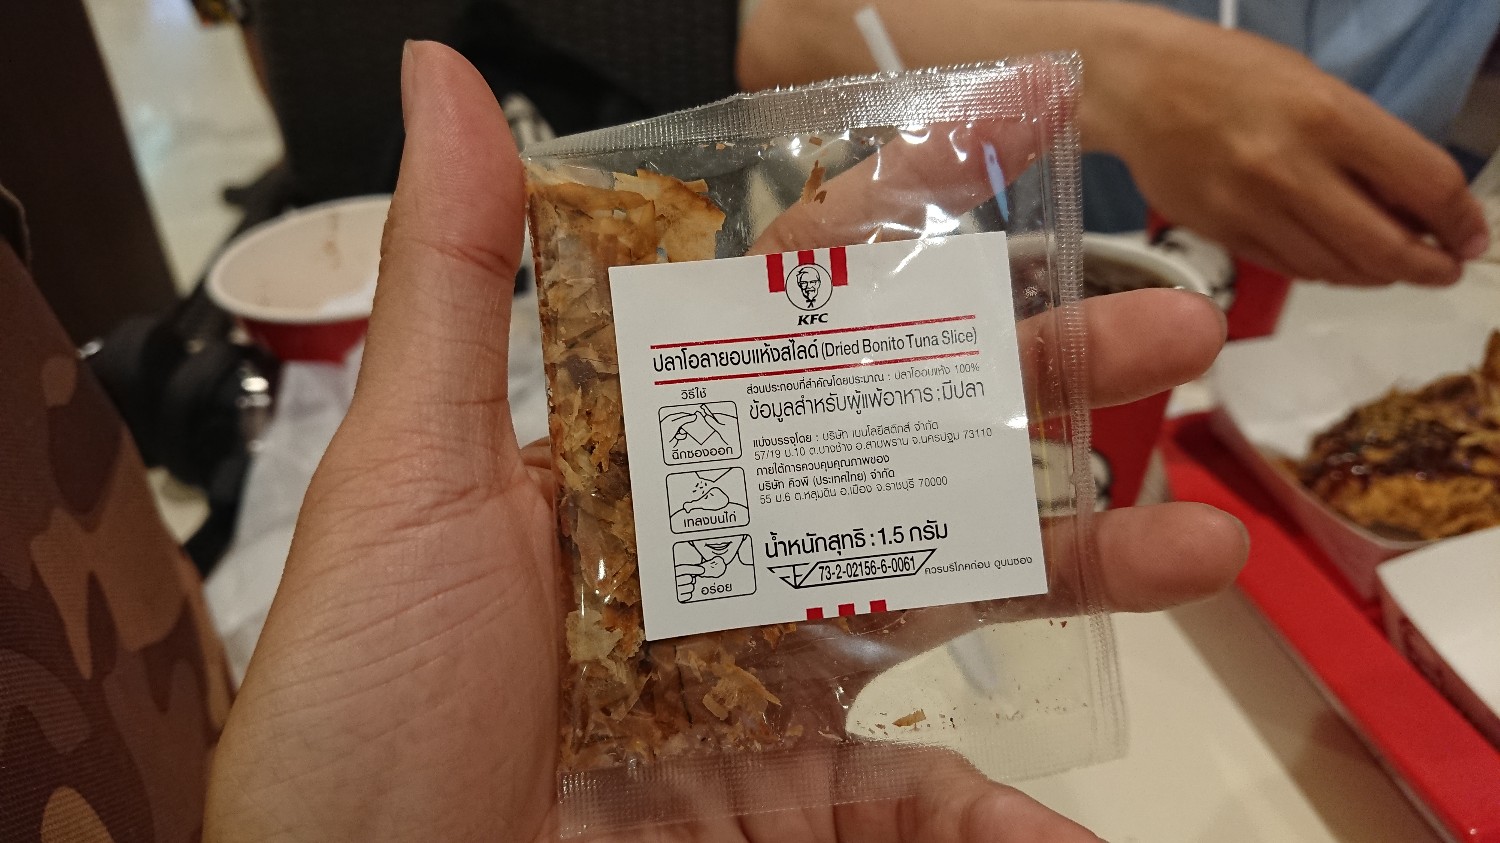 KFC
ปลาโอลายอบแห้งสไลด์ (Dried Bonito Tuna Slice)
วิธีใช้
ฉีกซองออก
เทลงบนไก่
อร่อย
ส่วนประกอบที่สำคัญโดยประมาณ : ปลาโออบแห้ง 100%
ข้อมูลสำหรับผู้แพ้อาหาร : มีปลา
แบ่งบรรจุโดย : บริษัท เบนโลยีสติกส์ จำกัด
57/19 ม.10 ต.บางช้าง อ.สามพราน จ.นครปฐม 73110
ภายใต้การควบคุมคุณภาพของ
บริษัท คิวพี (ประเทศไทย) จำกัด
55 ม.6 ต.หลุมดิน อ.เมือง จ.ราชบุรี 70000
น้ำหนักสุทธิ : 1.5 กรัม
73-2-02156-6-0061 ควรบริโภคก่อน ดูบนซอง